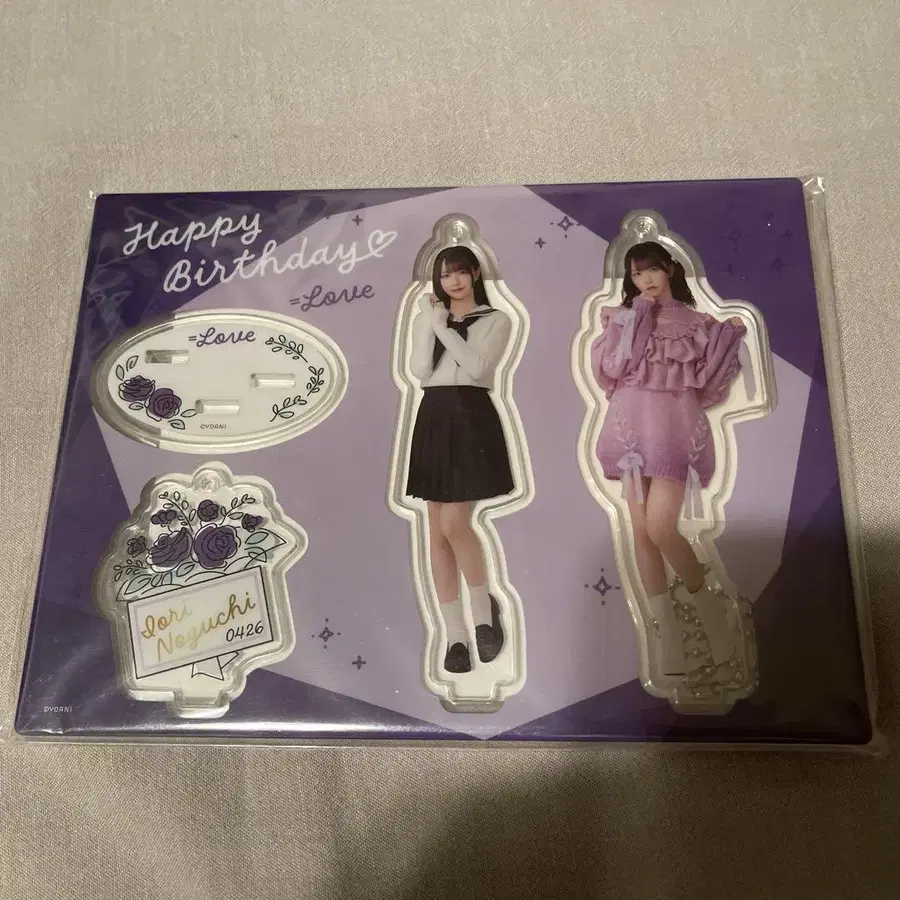 Happy
Birthday♡
=Love
=Love
©YOANI
Iori
Noguchi
0426
©YOANI